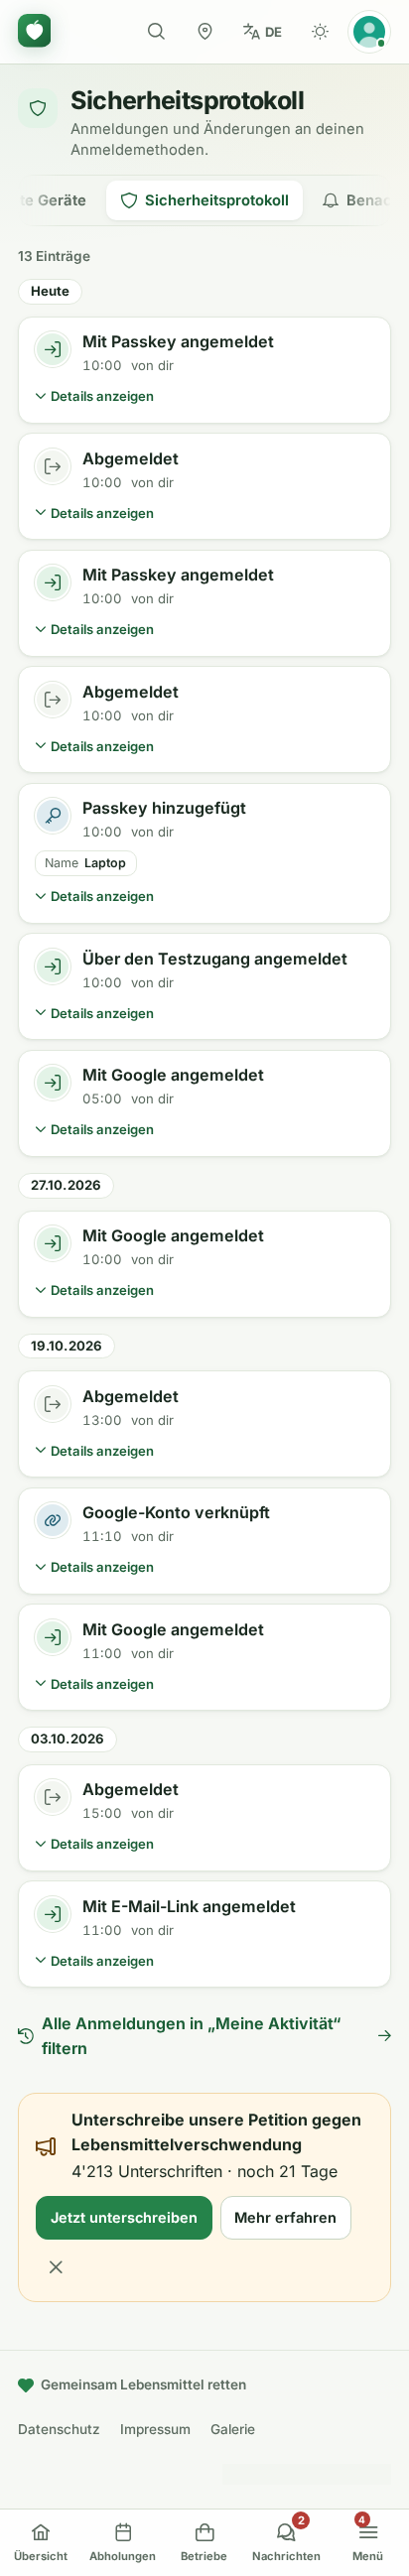 DE
Sicherheitsprotokoll
Anmeldungen und Änderungen an deinen
Anmeldemethoden.
te Geräte
Sicherheitsprotokoll
Benac
13 Einträge
Heute
Mit Passkey angemeldet
10:00 von dir
Details anzeigen
Abgemeldet
10:00 von dir
Details anzeigen
Mit Passkey angemeldet
10:00 von dir
Details anzeigen
Abgemeldet
10:00 von dir
Details anzeigen
Passkey hinzugefügt
10:00 von dir
Name Laptop
Details anzeigen
Über den Testzugang angemeldet
10:00 von dir
Details anzeigen
Mit Google angemeldet
05:00 von dir
Details anzeigen
27.10.2026
Mit Google angemeldet
10:00 von dir
Details anzeigen
19.10.2026
Abgemeldet
13:00 von dir
Details anzeigen
Google-Konto verknüpft
11:10 von dir
Details anzeigen
Mit Google angemeldet
11:00 von dir
Details anzeigen
03.10.2026
Abgemeldet
15:00 von dir
Details anzeigen
Mit E-Mail-Link angemeldet
11:00 von dir
Details anzeigen
Alle Anmeldungen in „Meine Aktivität“
filtern
Unterschreibe unsere Petition gegen
Lebensmittelverschwendung
4'213 Unterschriften · noch 21 Tage
Jetzt unterschreiben
Mehr erfahren
Gemeinsam Lebensmittel retten
Datenschutz Impressum Galerie
2
4
Übersicht Abholungen Betriebe Nachrichten Menü